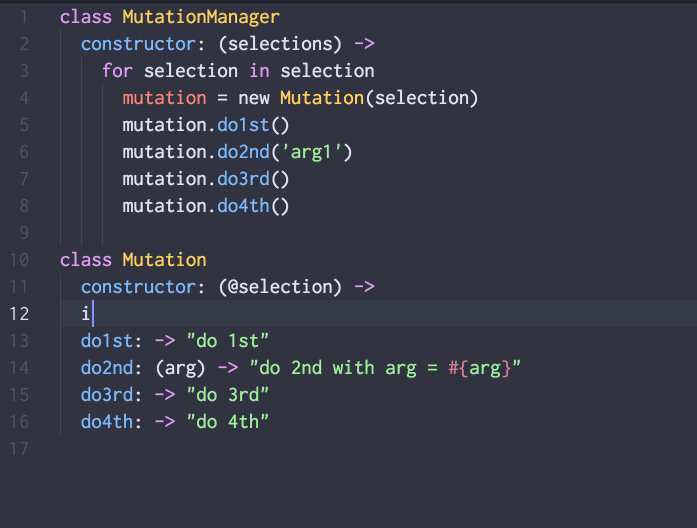 1 class MutationManager
2   constructor: (selections) ->
3     for selection in selection
4       mutation = new Mutation(selection)
5       mutation.do1st()
6       mutation.do2nd('arg1')
7       mutation.do3rd()
8       mutation.do4th()
9
10 class Mutation
11   constructor: (@selection) ->
12   i
13   do1st: -> "do 1st"
14   do2nd: (arg) -> "do 2nd with arg = #{arg}"
15   do3rd: -> "do 3rd"
16   do4th: -> "do 4th"
17